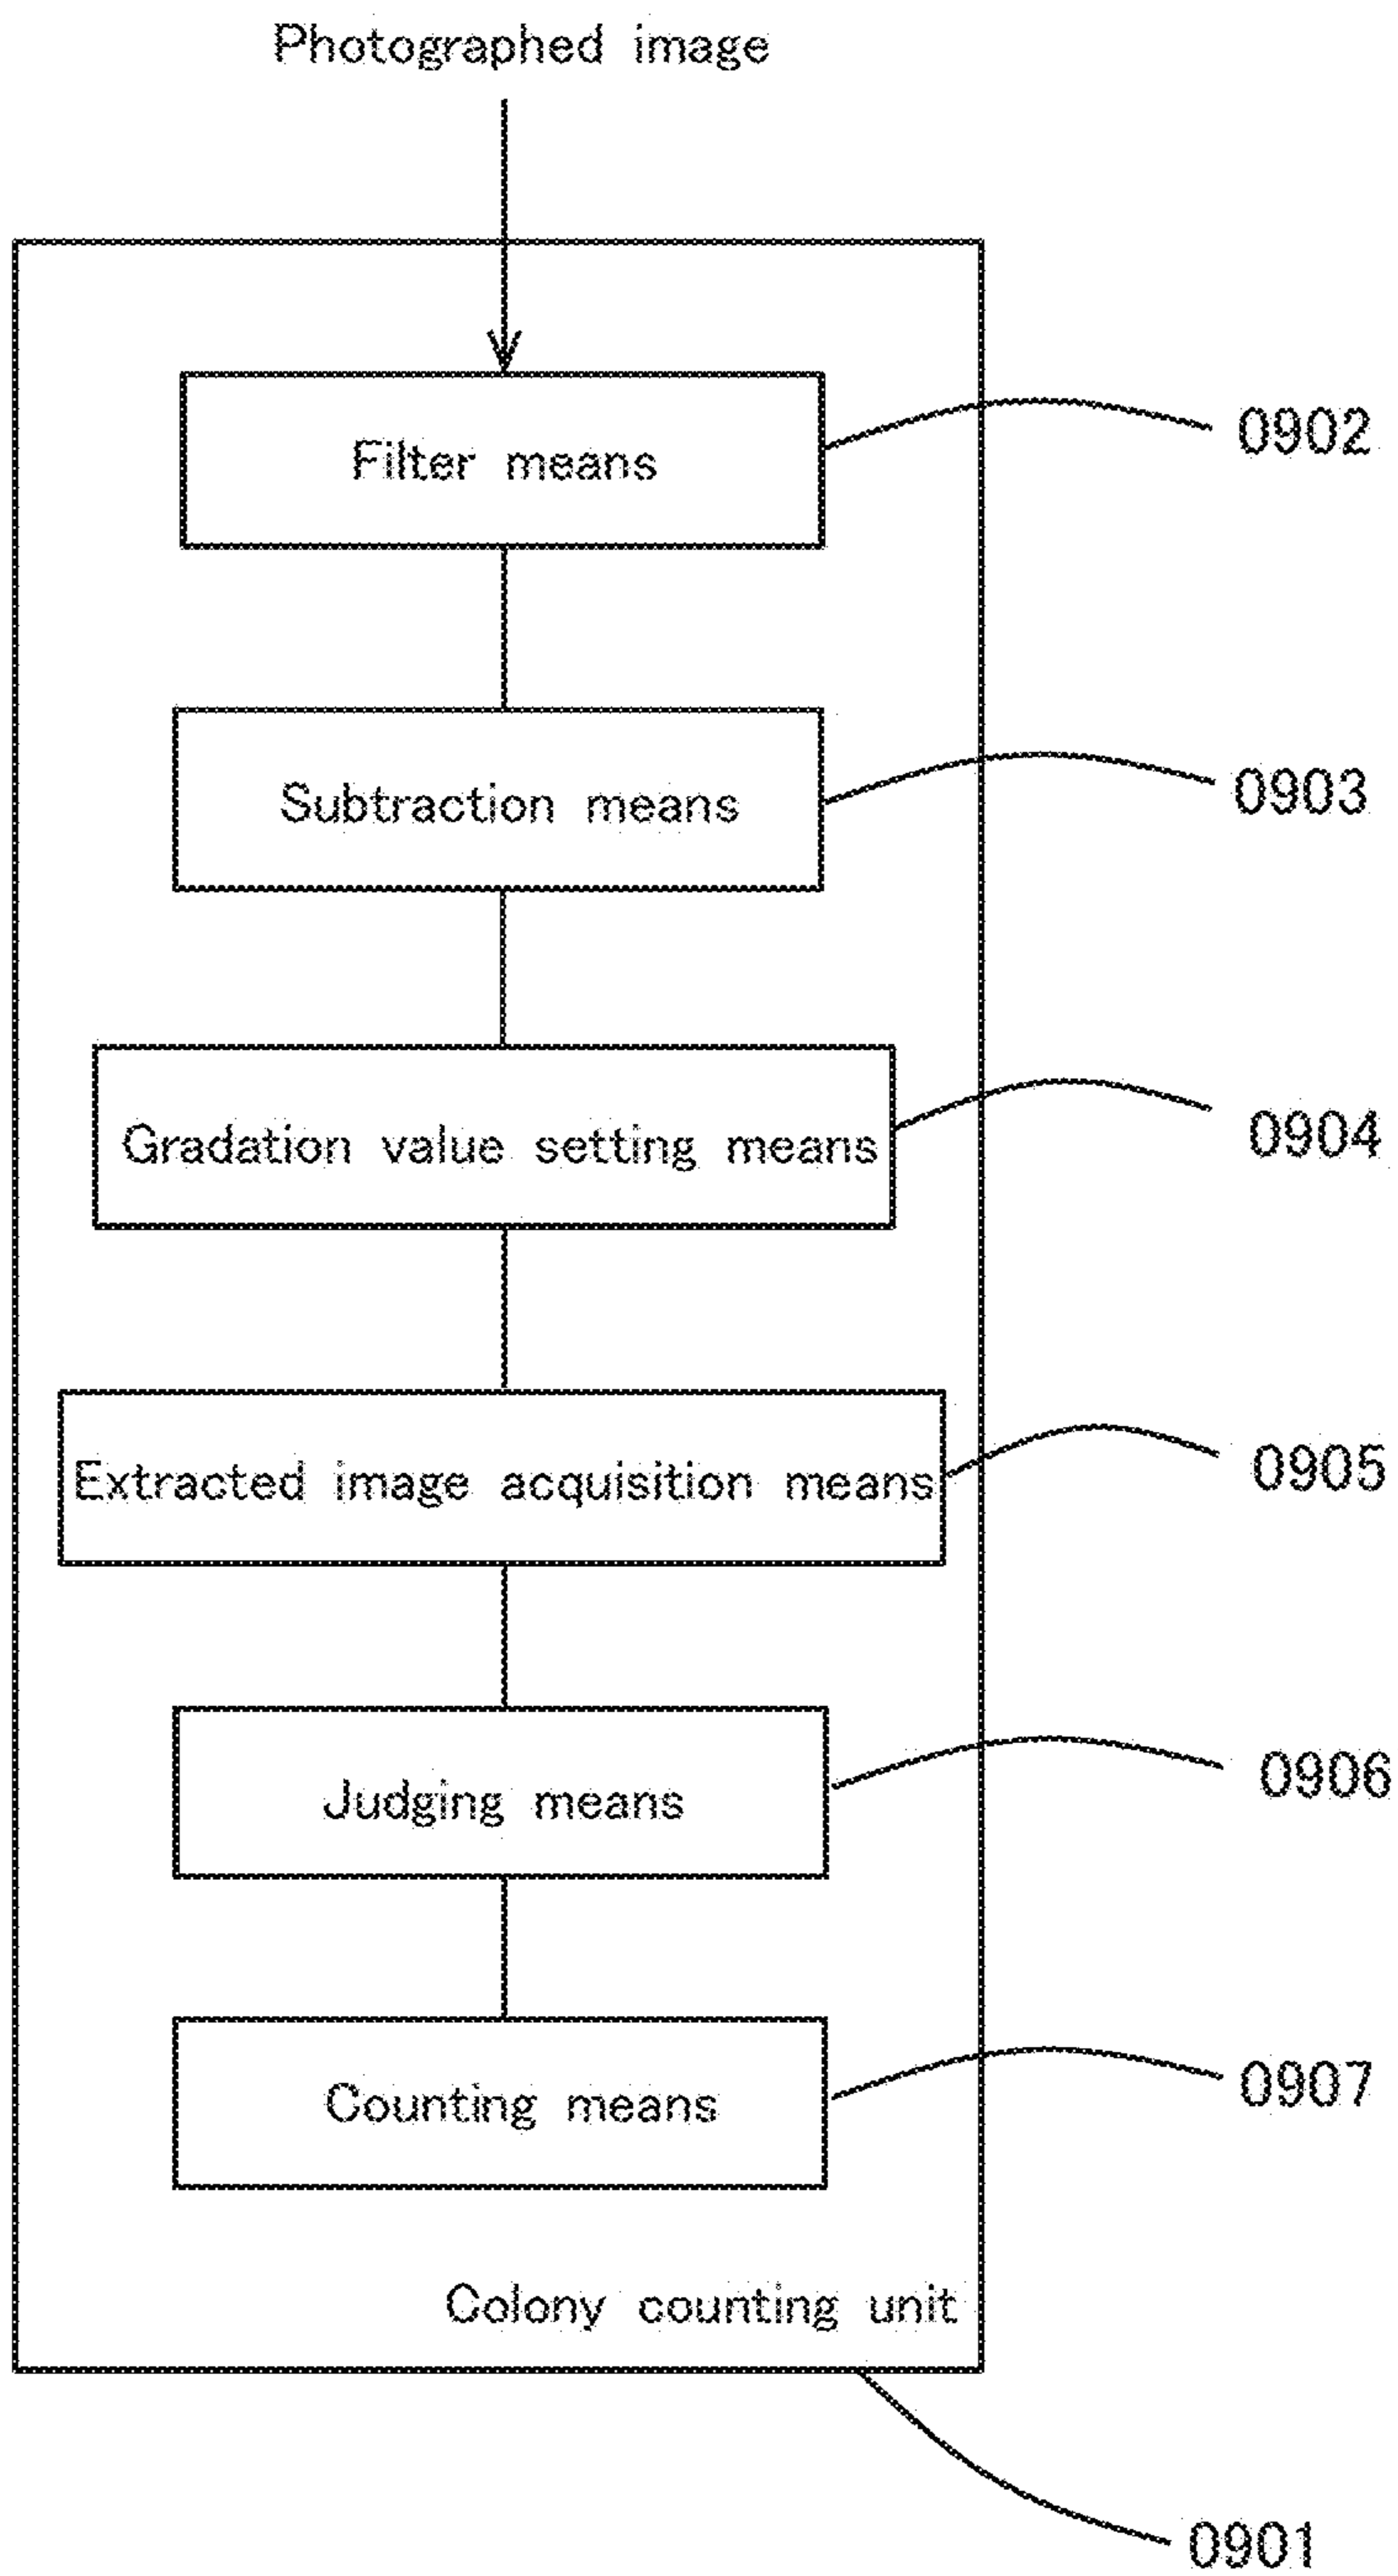 Photographed image
Filter means
0902
Subtraction means
0903
Gradation value setting means
0904
Extracted image acquisition means
0905
Judging means
0906
Counting means
0907
Colony counting unit
0901